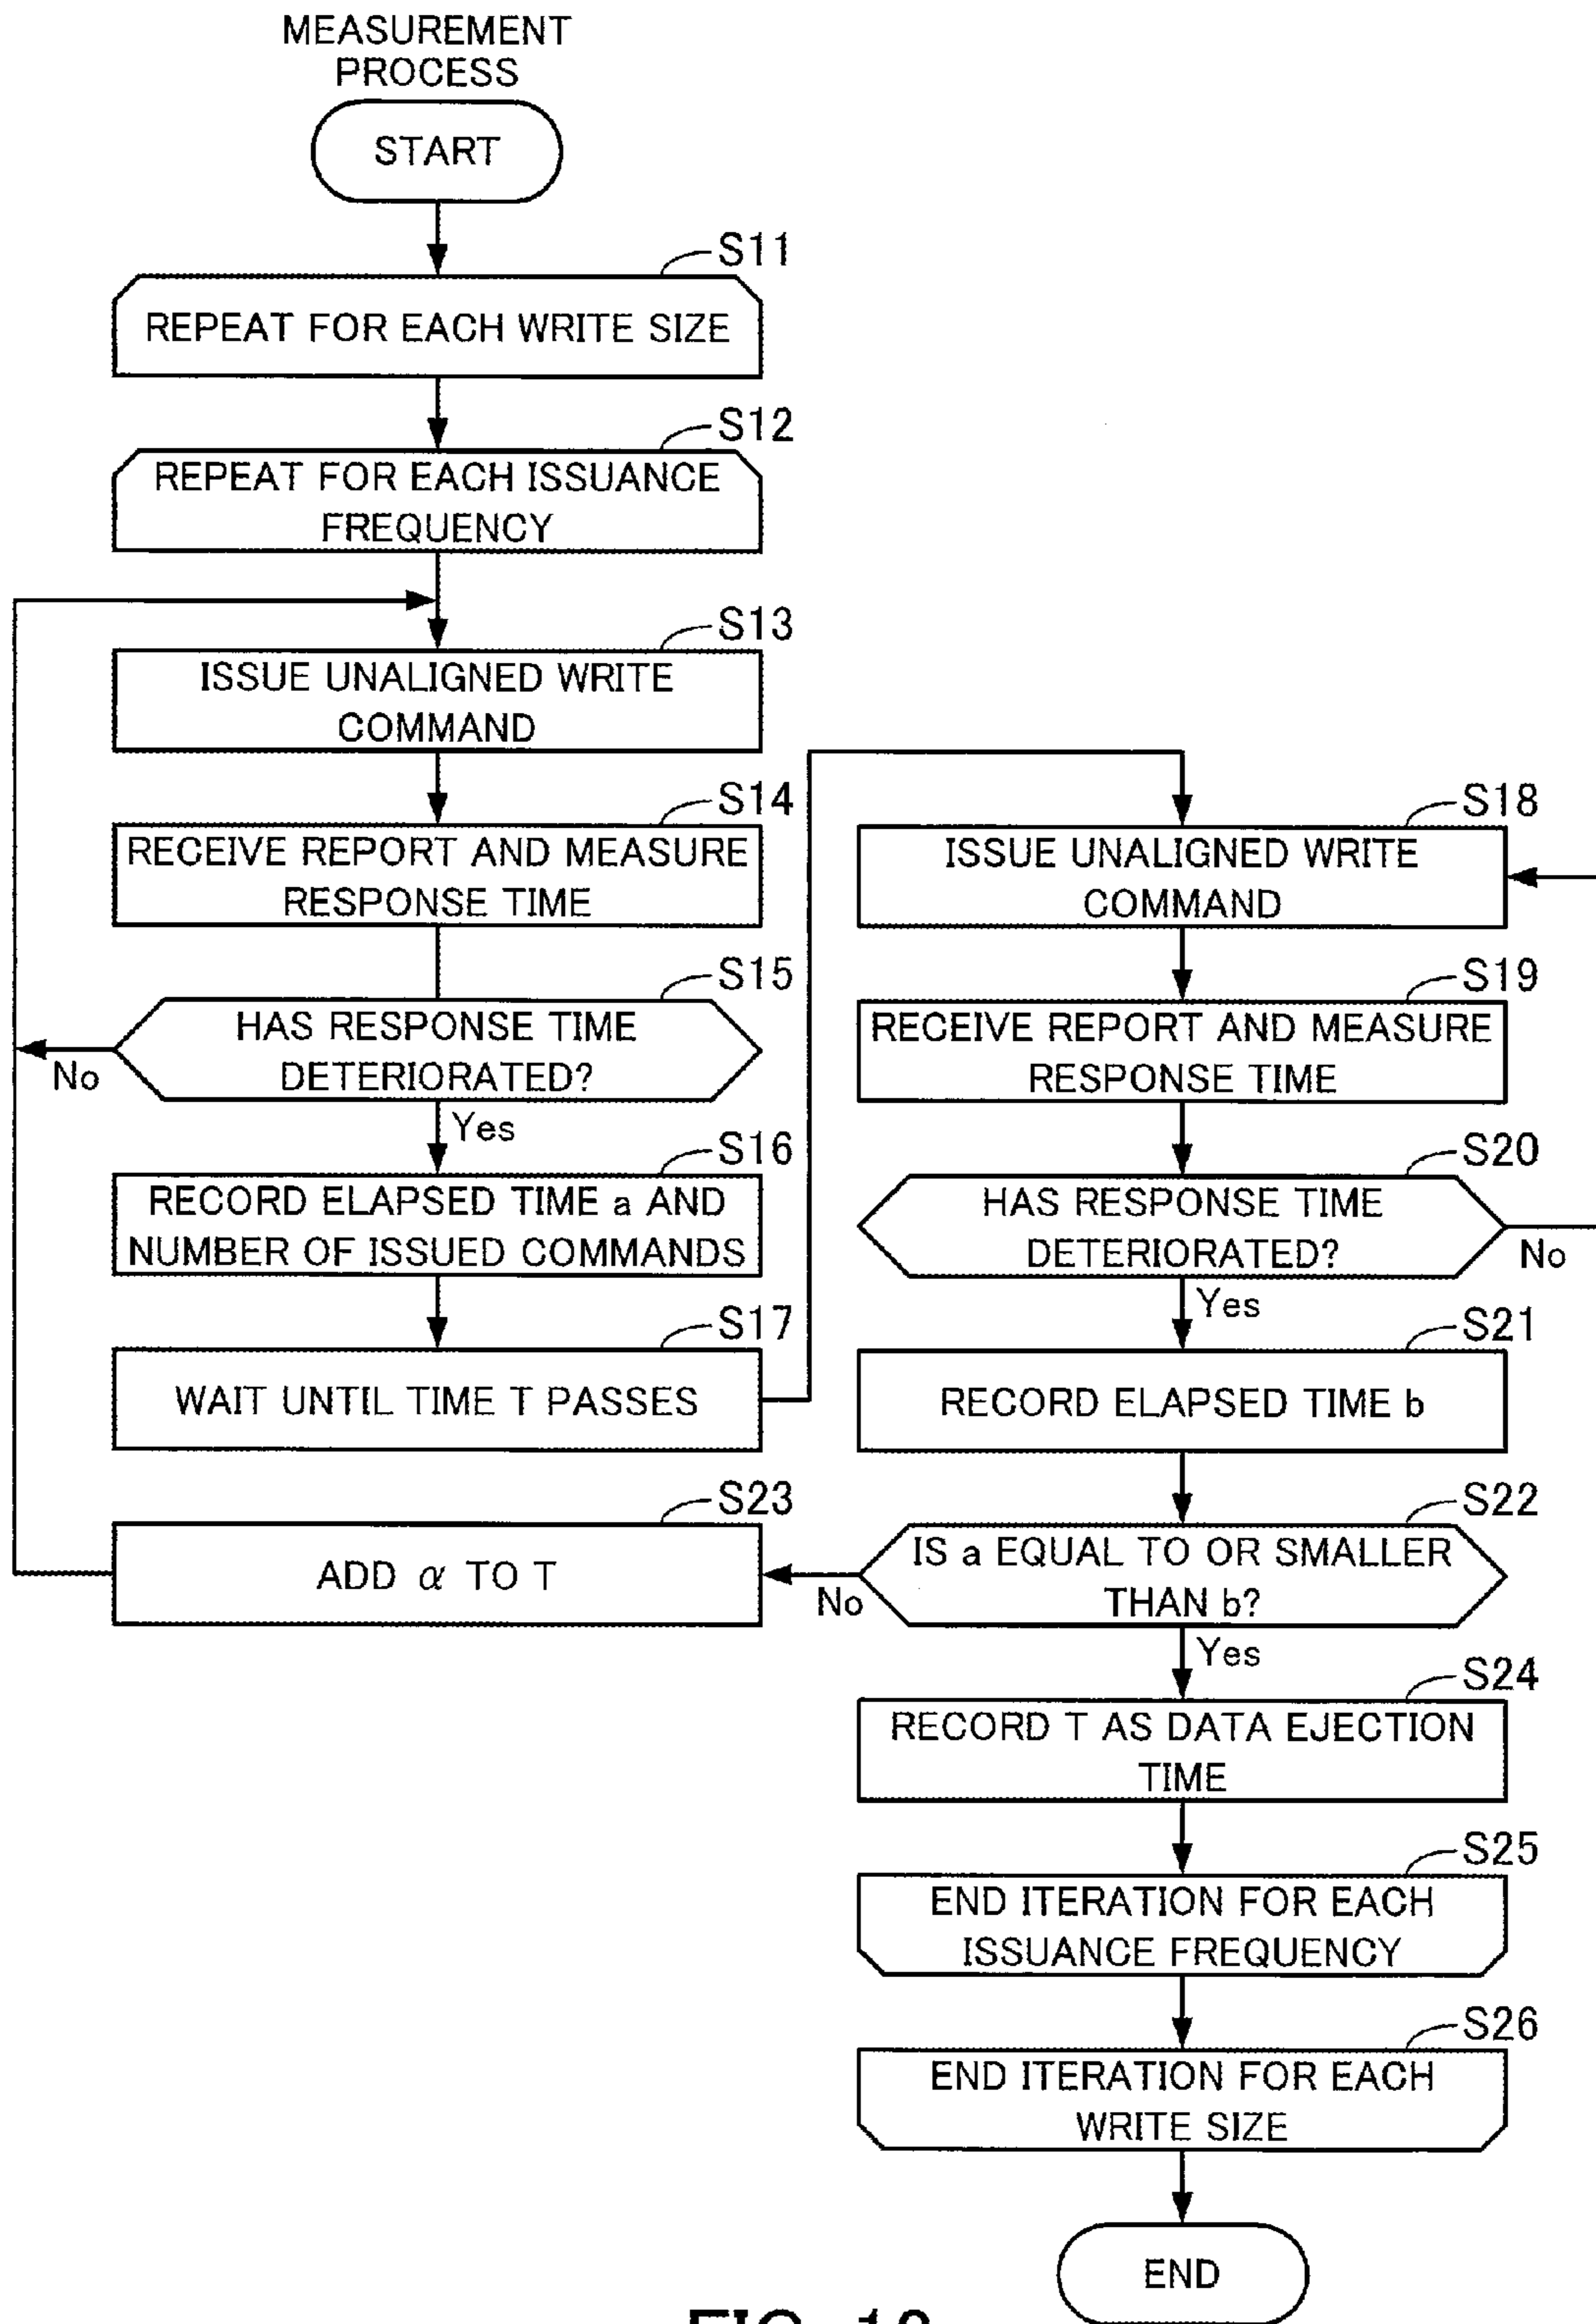 MEASUREMENT
PROCESS
START
S11
REPEAT FOR EACH WRITE SIZE
S12
REPEAT FOR EACH ISSUANCE
FREQUENCY
S13
ISSUE UNALIGNED WRITE
COMMAND
S14
RECEIVE REPORT AND MEASURE
RESPONSE TIME
S15
HAS RESPONSE TIME
DETERIORATED?
No
Yes
S16
RECORD ELAPSED TIME a AND
NUMBER OF ISSUED COMMANDS
S17
WAIT UNTIL TIME T PASSES
S18
ISSUE UNALIGNED WRITE
COMMAND
S19
RECEIVE REPORT AND MEASURE
RESPONSE TIME
S20
HAS RESPONSE TIME
DETERIORATED?
No
Yes
S21
RECORD ELAPSED TIME b
S22
IS a EQUAL TO OR SMALLER
THAN b?
No
Yes
S23
ADD α TO T
S24
RECORD T AS DATA EJECTION
TIME
S25
END ITERATION FOR EACH
ISSUANCE FREQUENCY
S26
END ITERATION FOR EACH
WRITE SIZE
END